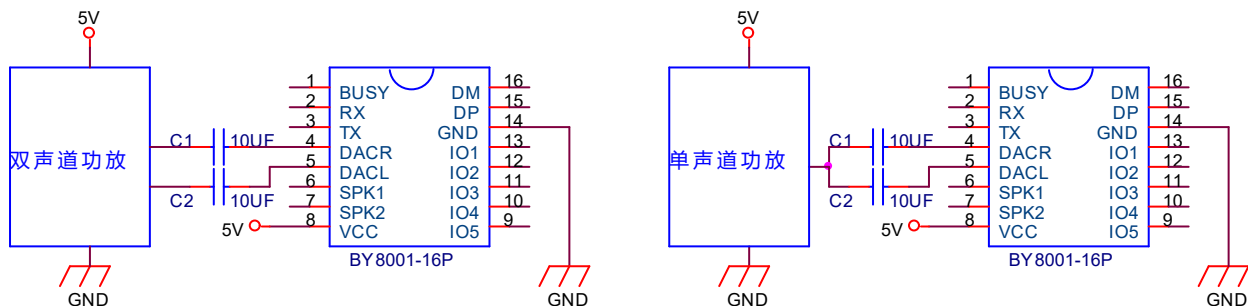 5V
双声道功放
C1
10UF
C2
10UF
5V
GND
1
2
3
4
5
6
7
8
BUSY
RX
TX
DACR
DACL
SPK1
SPK2
VCC
DM
DP
GND
IO1
IO2
IO3
IO4
IO5
16
15
14
13
12
11
10
9
BY8001-16P
GND
5V
单声道功放
C1
10UF
C2
10UF
5V
GND
1
2
3
4
5
6
7
8
BUSY
RX
TX
DACR
DACL
SPK1
SPK2
VCC
DM
DP
GND
IO1
IO2
IO3
IO4
IO5
16
15
14
13
12
11
10
9
BY8001-16P
GND